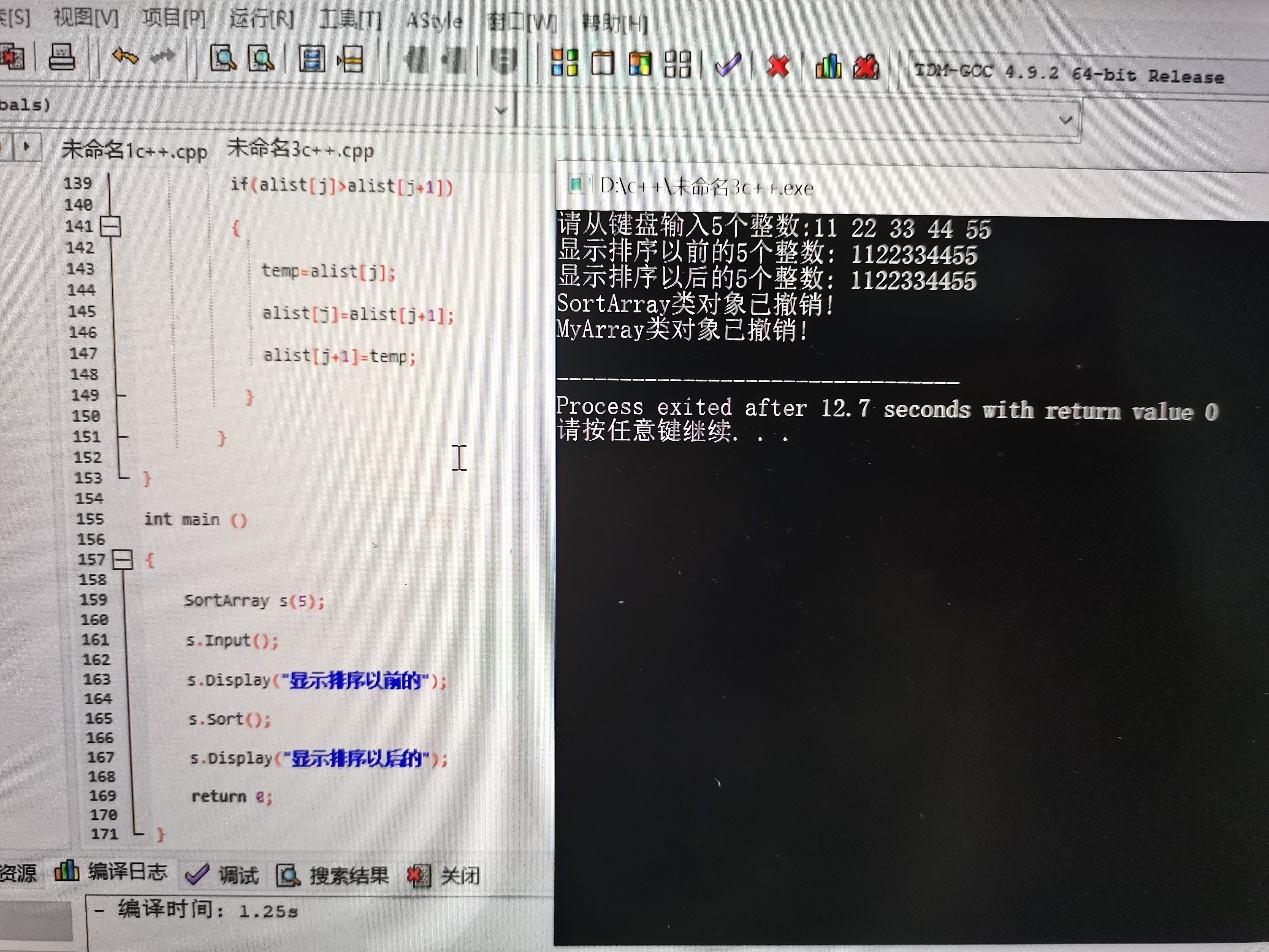 视图[V] 项目[P] 运行[R] 工具[T] AStyle 窗口[W] 帮助[H]
TDM-GCC 4.9.2 64-bit Release
bals)
未命名1c++.cpp 未命名3c++.cpp
139 if(alist[j]>alist[j+1])
140
141 {
142
143 temp=alist[j];
144
145 alist[j]=alist[j+1];
146
147 alist[j+1]=temp;
148
149 }
150
151 }
152
153 }
154
155 int main ()
156
157 {
158
159 SortArray s(5);
160
161 s.Input();
162
163 s.Display("显示排序以前的");
164
165 s.Sort();
166
167 s.Display("显示排序以后的");
168
169 return 0;
170
171 }
D:\c++\未命名3c++.exe
请从键盘输入5个整数:11 22 33 44 55
显示排序以前的5个整数: 1122334455
显示排序以后的5个整数: 1122334455
SortArray类对象已撤销!
MyArray类对象已撤销!
--------------------------------
Process exited after 12.7 seconds with return value 0
请按任意键继续. . .
资源 编译日志 调试 搜索结果 关闭
- 编译时间: 1.25s